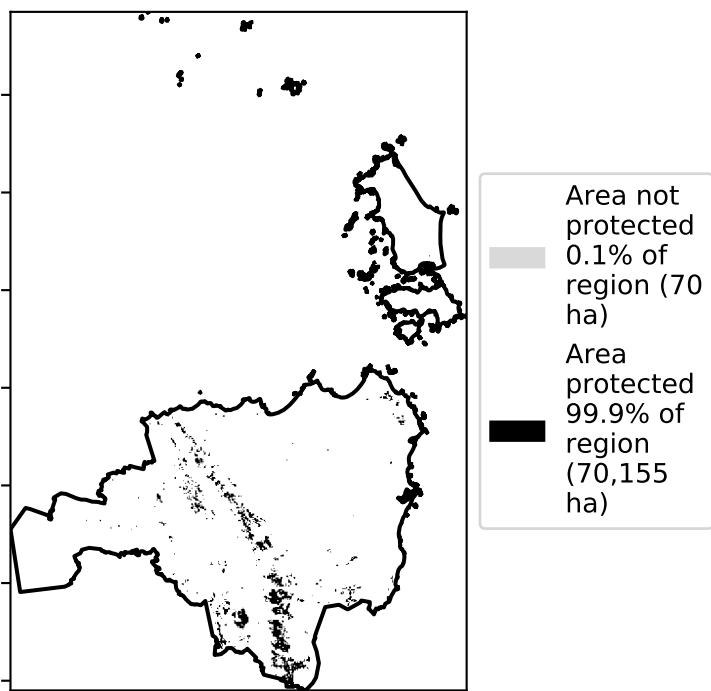 Area not
protected
0.1% of
region (70
ha)
Area
protected
99.9% of
region
(70,155
ha)